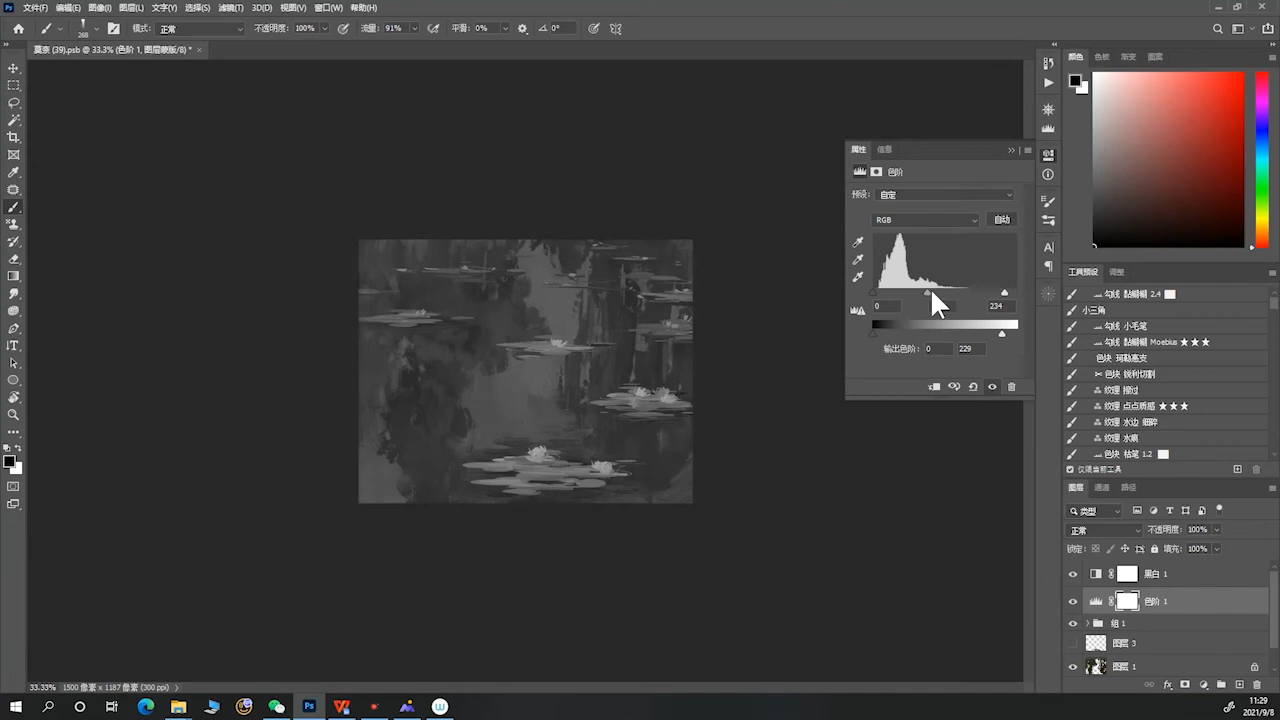 文件(F) 编辑(E) 图像(I) 图层(L) 文字(Y) 选择(S) 滤镜(T) 3D(D) 视图(V) 窗口(W) 帮助(H)
268 模式: 正常 不透明度: 100% 流量: 91% 平滑: 0% 0°
莫奈 (39).psb @ 33.3% (色阶 1, 图层蒙版/8) *
颜色 色板 渐变 图案
属性 信息
色阶
预设: 自定
RGB 自动
0 234
输出色阶: 0 229
工具预设 调整
勾线 黏糊糊 2.4
小三角
勾线 小毛笔
勾线 黏糊糊 Moebius ★★★
色块 珂勒惠支
色块 锐利切割
纹理 擦过
纹理 点点质感 ★★★
纹理 水边 细碎
纹理 水痕
色块 枯笔 1.2
仅限当前工具
图层 通道 路径
类型
正常 不透明度: 100%
锁定: 填充: 100%
黑白 1
色阶 1
组 1
图层 3
图层 1
33.33% 1500 像素 x 1187 像素 (300 ppi)
11:29
2021/9/8